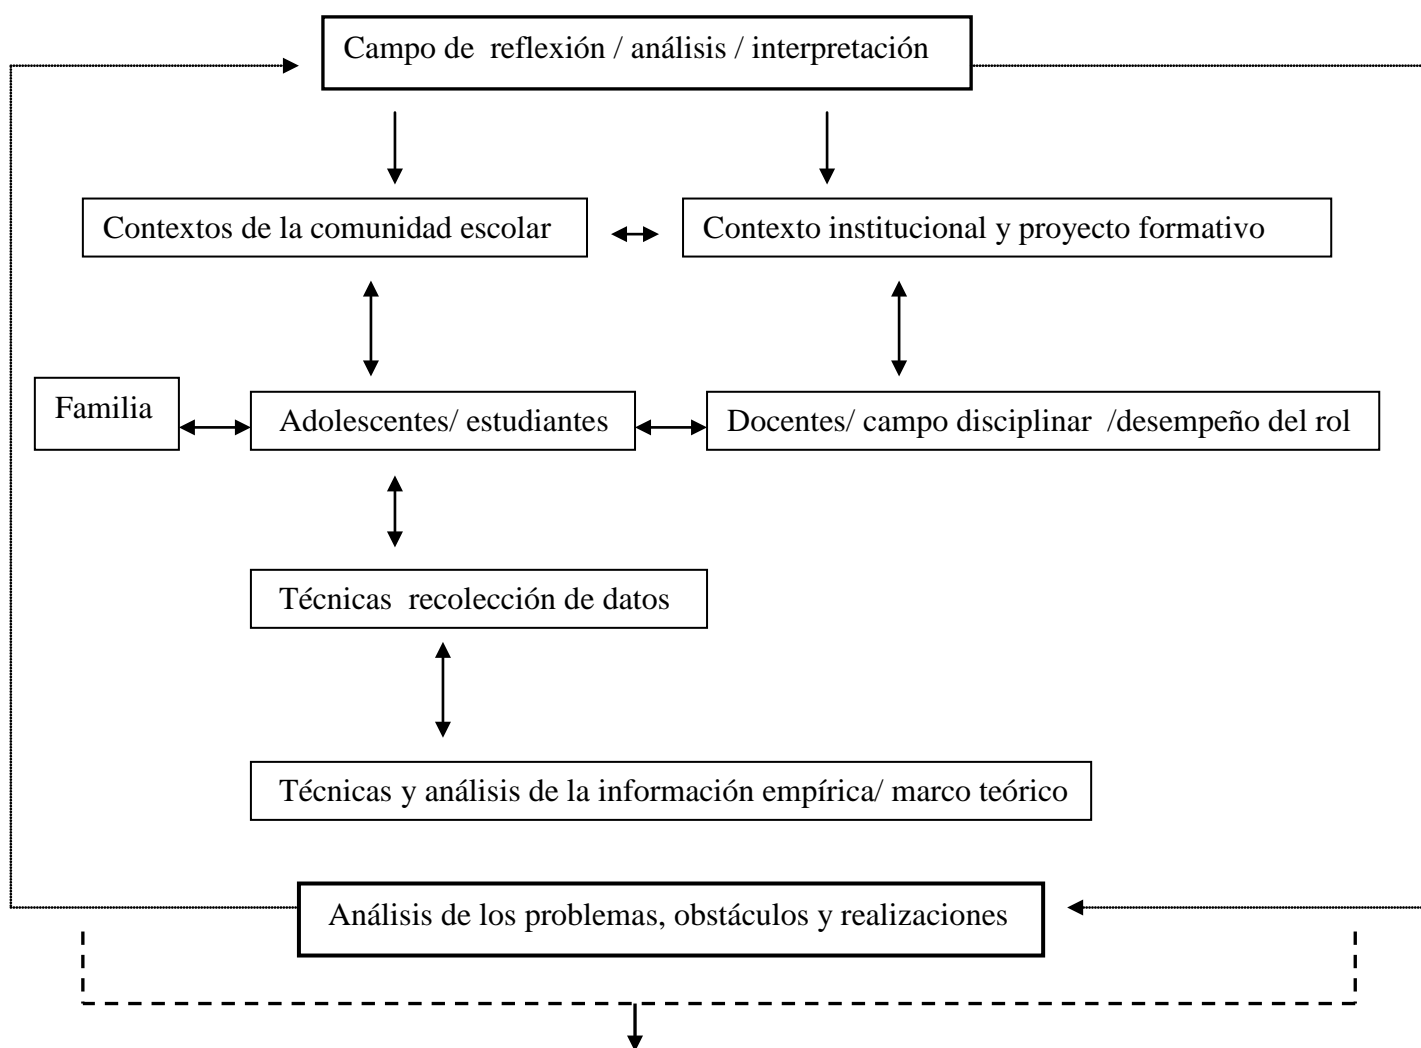 Campo de reflexión / análisis / interpretación
Contextos de la comunidad escolar
Contexto institucional y proyecto formativo
Familia
Adolescentes/ estudiantes
Docentes/ campo disciplinar /desempeño del rol
Técnicas recolección de datos
Técnicas y análisis de la información empírica/ marco teórico
Análisis de los problemas, obstáculos y realizaciones